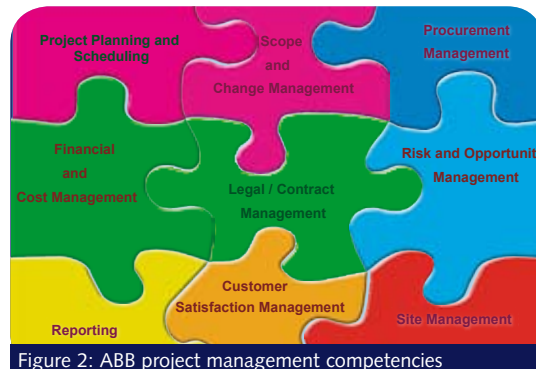 Project Planning and
Scheduling
Scope
and
Change Management
Procurement
Management
Financial
and
Cost Management
Legal / Contract
Management
Risk and Opportunit
Management
Reporting
Customer
Satisfaction Management
Site Management
Figure 2: ABB project management competencies